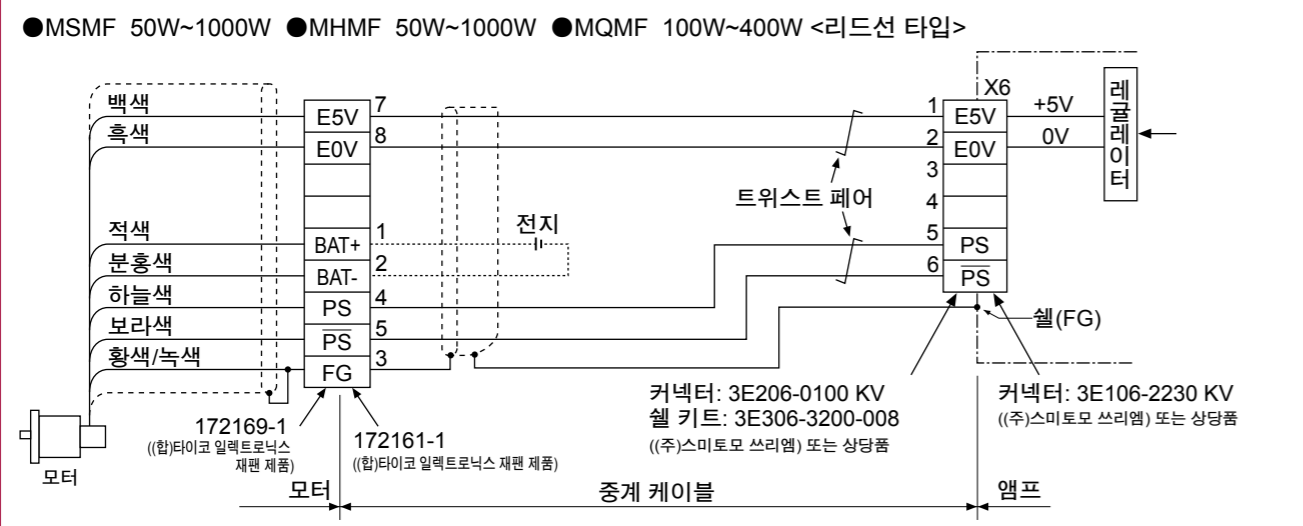 ●MSMF 50W~1000W ●MHMF 50W~1000W ●MQMF 100W~400W <리드선 타입>
백색
흑색
적색
분홍색
하늘색
보라색
황색/녹색
E5V 7
E0V 8
BAT+ 1
BAT- 2
PS 4
P̅S̅ 5
FG 3
전지
트위스트 페어
X6
1 E5V +5V
2 E0V 0V
3
4
5 PS
6 P̅S̅
레귤레이터
쉘(FG)
172169-1
((합)타이코 일렉트로닉스
재팬 제품)
172161-1
((합)타이코 일렉트로닉스 재팬 제품)
커넥터: 3E206-0100 KV
쉘 키트: 3E306-3200-008
((주)스미토모 쓰리엠) 또는 상당품
커넥터: 3E106-2230 KV
((주)스미토모 쓰리엠) 또는 상당품
모터
모터
중계 케이블
앰프